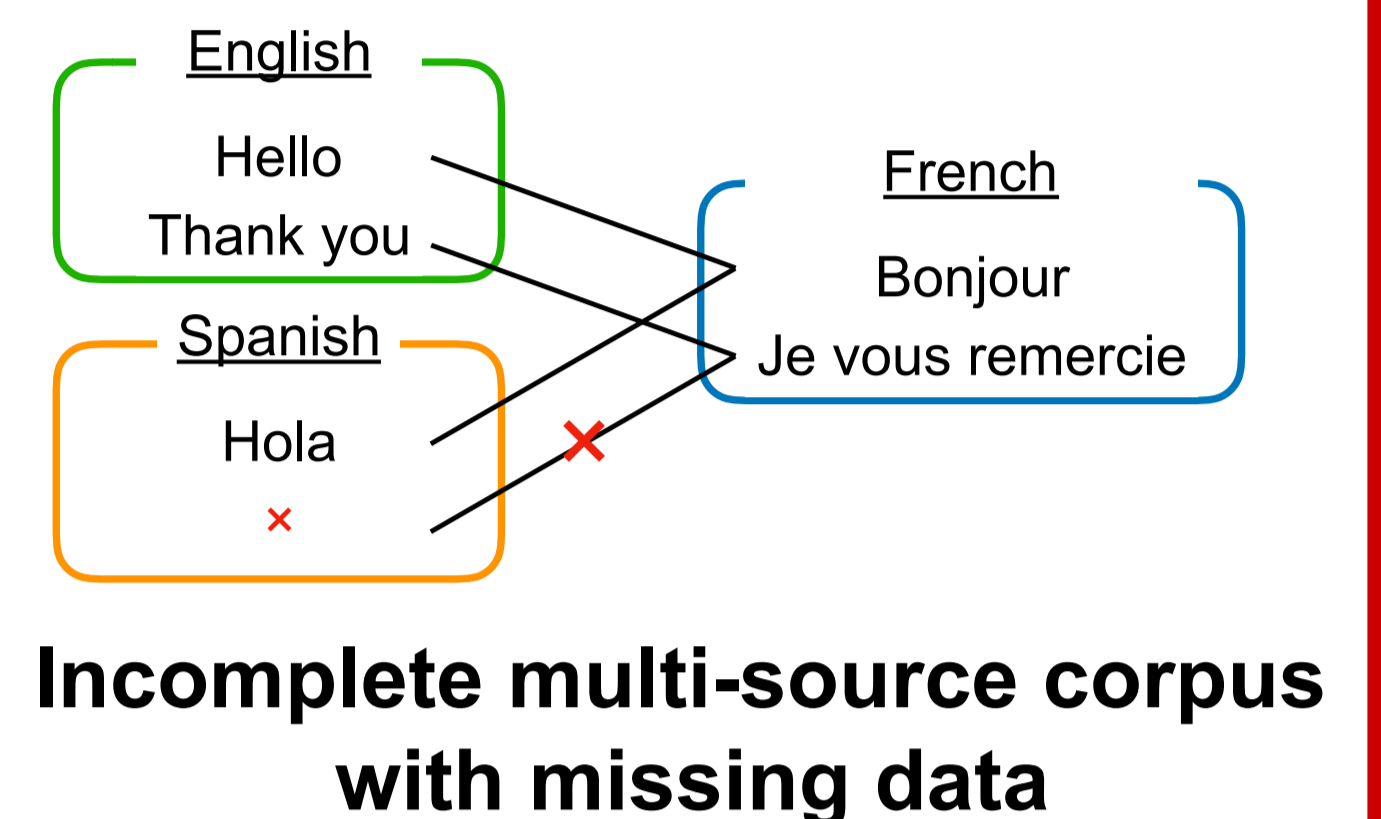 English
Hello
Thank you
Spanish
Hola
×
French
Bonjour
Je vous remercie
Incomplete multi-source corpus
with missing data